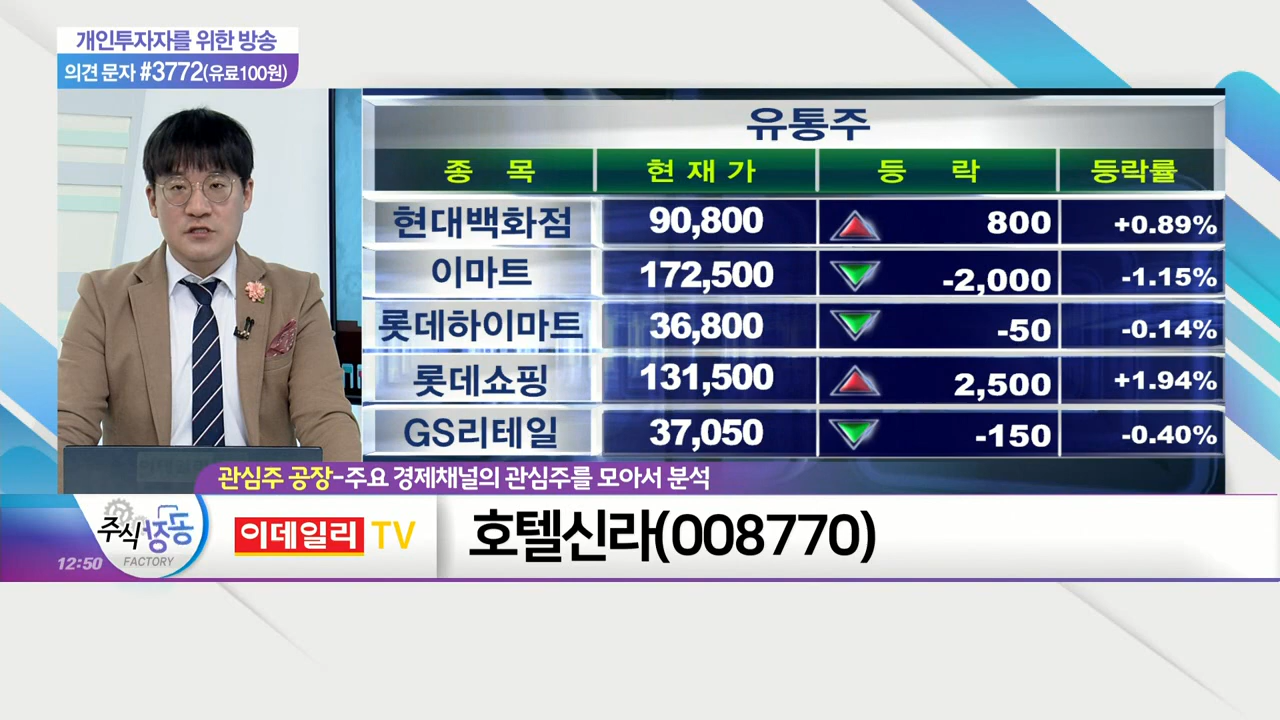 개인투자자를 위한 방송
의견 문자 #3772(유료100원)
유통주
종 목 현 재 가 등 락 등락률
현대백화점 90,800 800 +0.89%
이마트 172,500 -2,000 -1.15%
롯데하이마트 36,800 -50 -0.14%
롯데쇼핑 131,500 2,500 +1.94%
GS리테일 37,050 -150 -0.40%
관심주 공장-주요 경제채널의 관심주를 모아서 분석
12:50
FACTORY
이데일리 TV
호텔신라(008770)